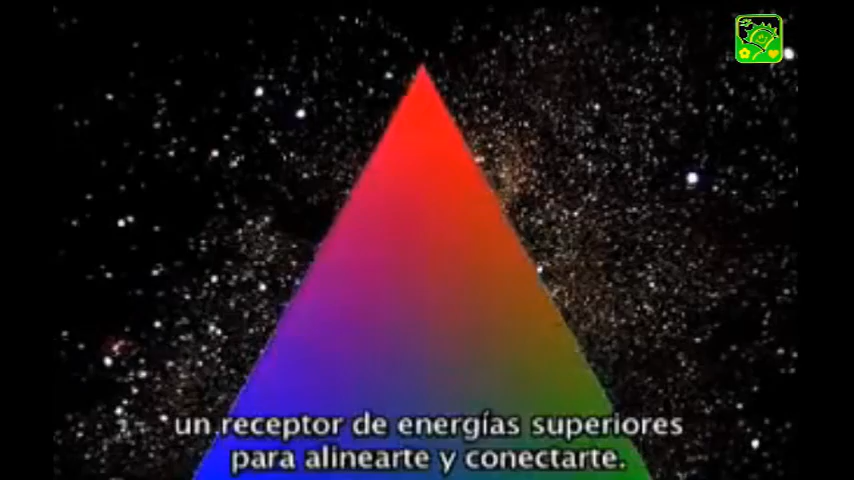 un receptor de energías superiores
para alinearte y conectarte.